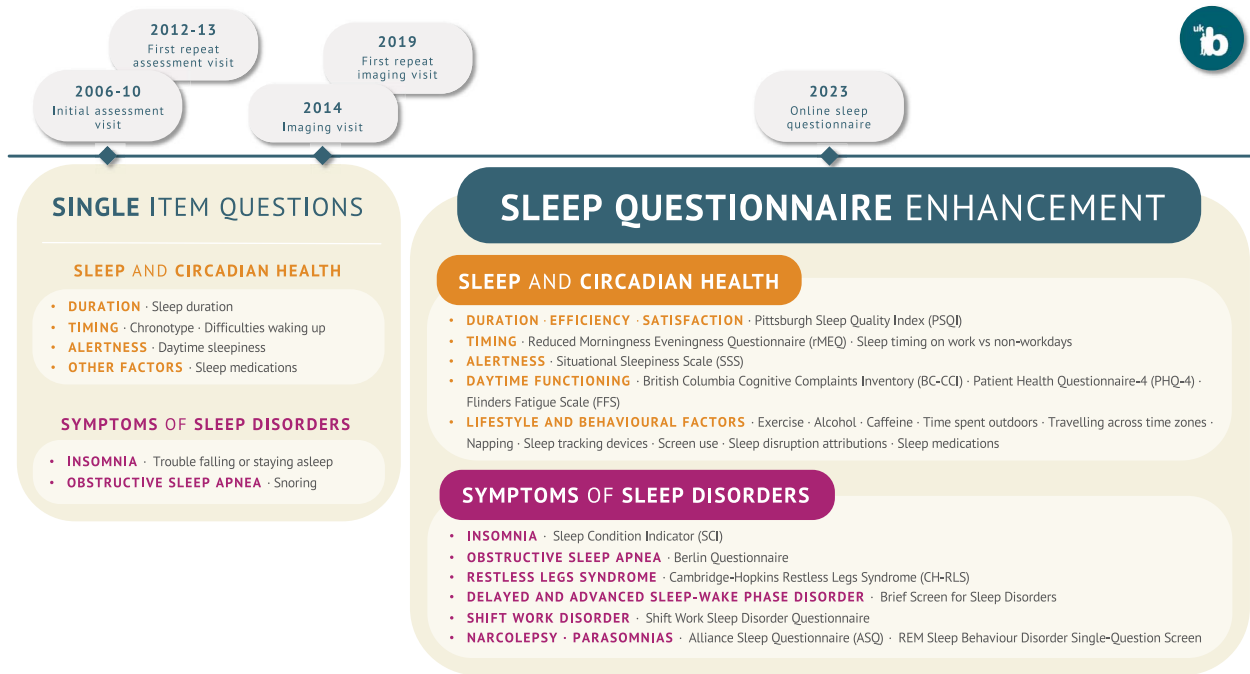 2012-13
First repeat
assessment visit
2019
First repeat
imaging visit
uk
b
2006-10
Initial assessment
visit
2014
Imaging visit
2023
Online sleep
questionnaire
SINGLE ITEM QUESTIONS
SLEEP AND CIRCADIAN HEALTH
• DURATION · Sleep duration
• TIMING · Chronotype · Difficulties waking up
• ALERTNESS · Daytime sleepiness
• OTHER FACTORS · Sleep medications
SYMPTOMS OF SLEEP DISORDERS
• INSOMNIA · Trouble falling or staying asleep
• OBSTRUCTIVE SLEEP APNEA · Snoring
SLEEP QUESTIONNAIRE ENHANCEMENT
SLEEP AND CIRCADIAN HEALTH
• DURATION · EFFICIENCY · SATISFACTION · Pittsburgh Sleep Quality Index (PSQI)
• TIMING · Reduced Morningness Eveningness Questionnaire (rMEQ) · Sleep timing on work vs non-workdays
• ALERTNESS · Situational Sleepiness Scale (SSS)
• DAYTIME FUNCTIONING · British Columbia Cognitive Complaints Inventory (BC-CCI) · Patient Health Questionnaire-4 (PHQ-4) ·
Flinders Fatigue Scale (FFS)
• LIFESTYLE AND BEHAVIOURAL FACTORS · Exercise · Alcohol · Caffeine · Time spent outdoors · Travelling across time zones ·
Napping · Sleep tracking devices · Screen use · Sleep disruption attributions · Sleep medications
SYMPTOMS OF SLEEP DISORDERS
• INSOMNIA · Sleep Condition Indicator (SCI)
• OBSTRUCTIVE SLEEP APNEA · Berlin Questionnaire
• RESTLESS LEGS SYNDROME · Cambridge-Hopkins Restless Legs Syndrome (CH-RLS)
• DELAYED AND ADVANCED SLEEP-WAKE PHASE DISORDER · Brief Screen for Sleep Disorders
• SHIFT WORK DISORDER · Shift Work Sleep Disorder Questionnaire
• NARCOLEPSY · PARASOMNIAS · Alliance Sleep Questionnaire (ASQ) · REM Sleep Behaviour Disorder Single-Question Screen